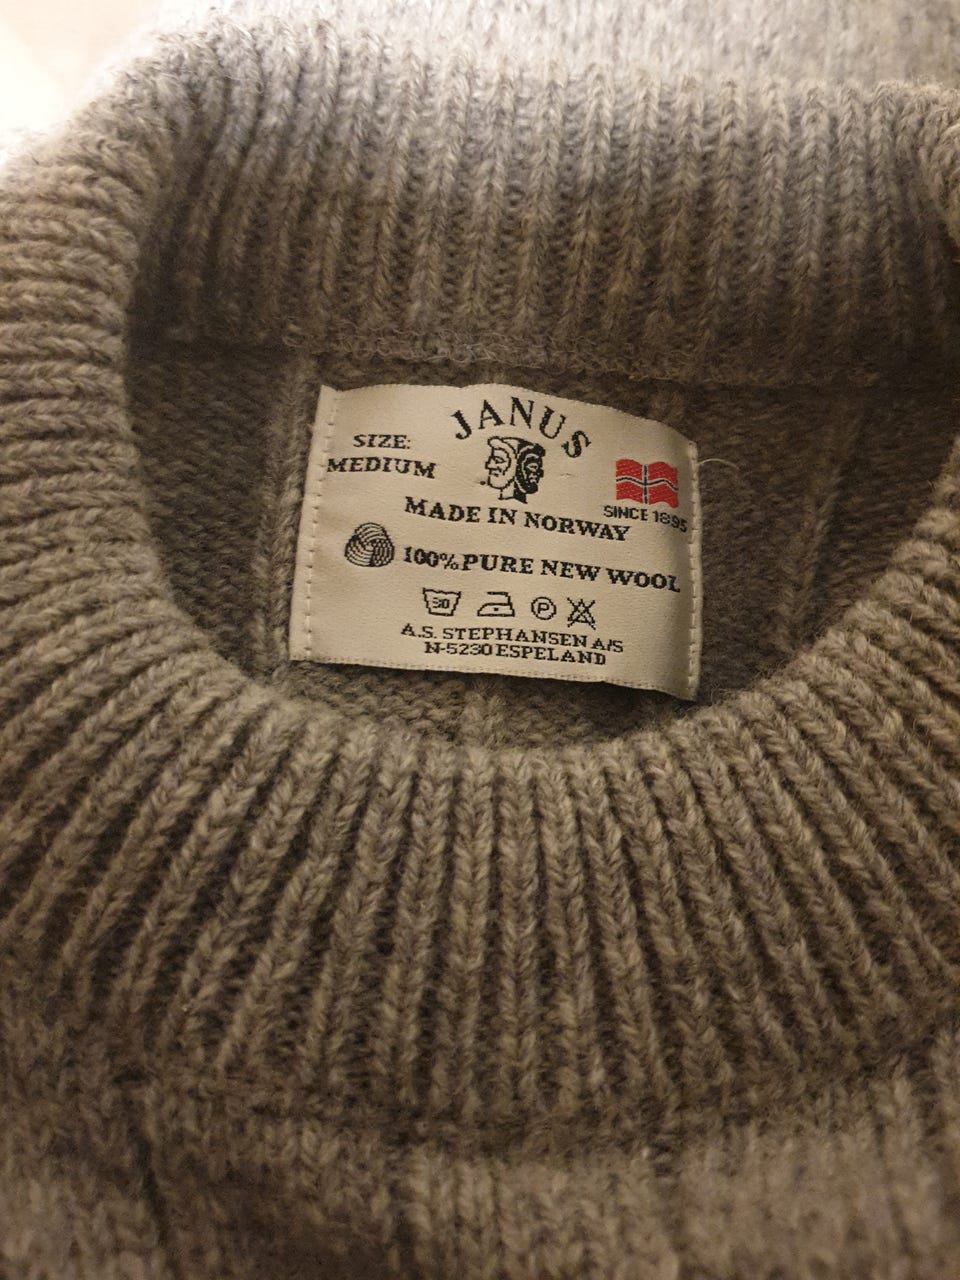 JANUS
SIZE:
MEDIUM
SINCE 1895
MADE IN NORWAY
100% PURE NEW WOOL
30 P
A.S. STEPHANSEN A/S
N-5230 ESPELAND